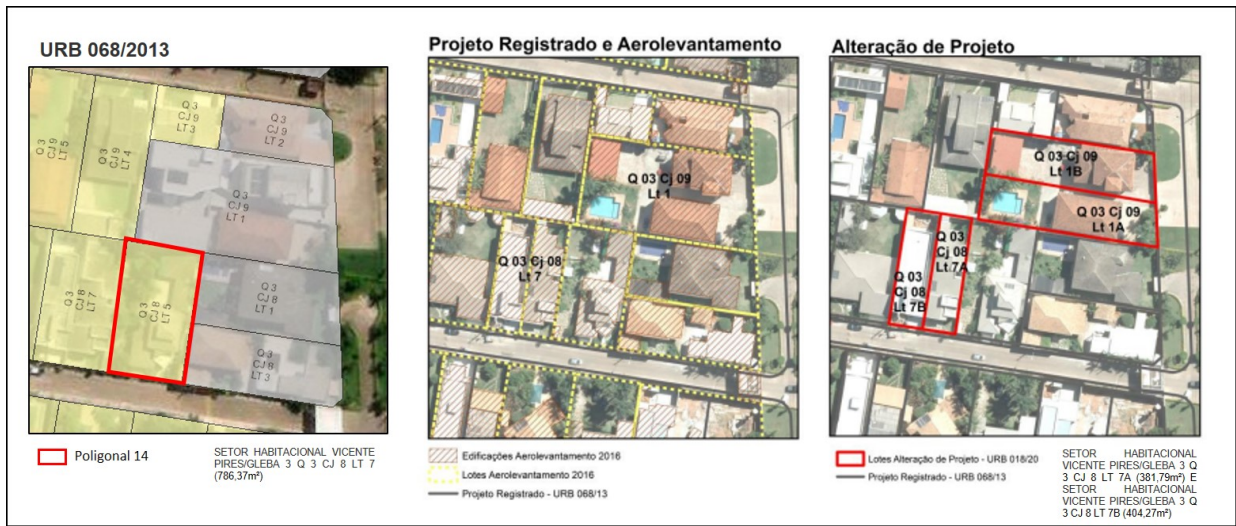 URB 068/2013
Q 3
CJ 9
LT 5
Q 3
CJ 9
LT 4
Q 3
CJ 9
LT 3
Q 3
CJ 9
LT 2
Q 3
CJ 9
LT 1
Q 3
CJ 8
LT 7
Q 3
CJ 8
LT 5
Q 3
CJ 8
LT 1
Q 3
CJ 8
LT 3
Poligonal 14
SETOR HABITACIONAL VICENTE
PIRES/GLEBA 3 Q 3 CJ 8 LT 7
(786,37m²)
Projeto Registrado e Aerolevantamento
Q 03 Cj 09
Lt 1
Q 03 Cj 08
Lt 7
Edificações Aerolevantamento 2016
Lotes Aerolevantamento 2016
Projeto Registrado - URB 068/13
Alteração de Projeto
Q 03 Cj 09
Lt 1B
Q 03 Cj 09
Lt 1A
Q 03
Cj 08
Lt 7A
Q 03
Cj 08
Lt 7B
Lotes Alteração de Projeto - URB 018/20
Projeto Registrado - URB 068/13
SETOR HABITACIONAL
VICENTE PIRES/GLEBA 3 Q
3 CJ 8 LT 7A (381,79m²) E
SETOR HABITACIONAL
VICENTE PIRES/GLEBA 3 Q
3 CJ 8 LT 7B (404,27m²)